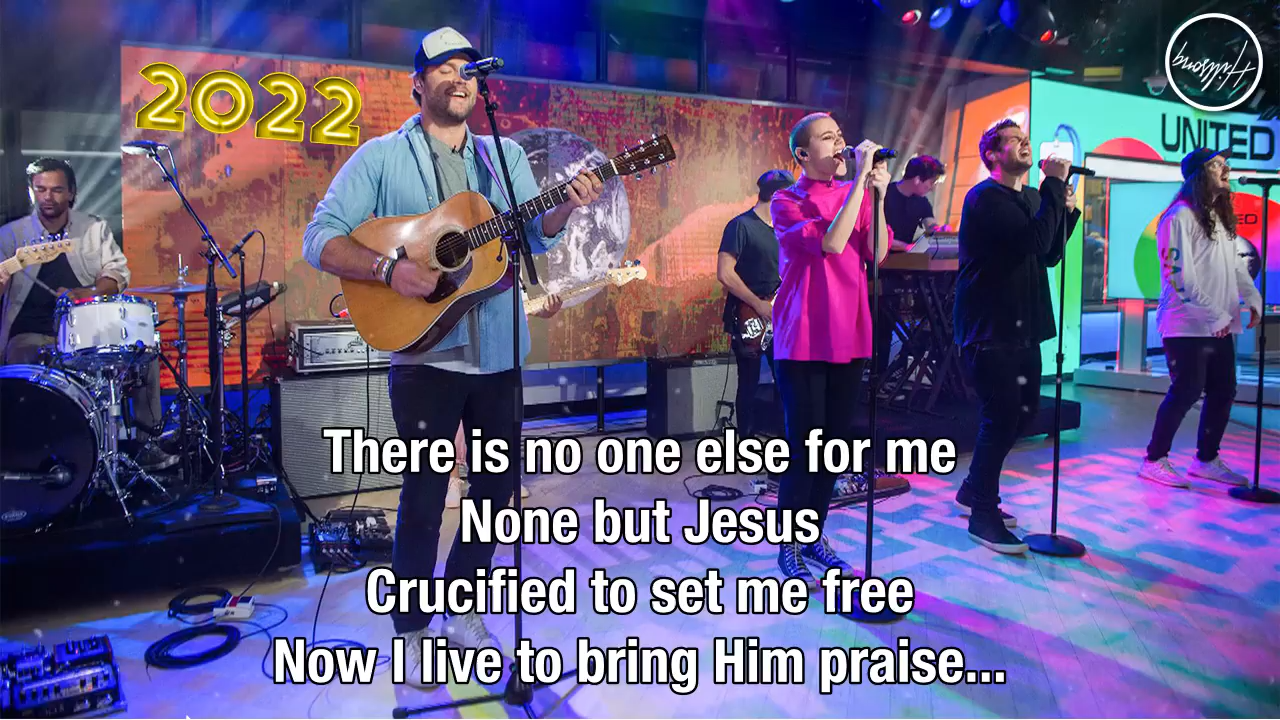 2022
Hillsong
UNITED
There is no one else for me
None but Jesus
Crucified to set me free
Now I live to bring Him praise...